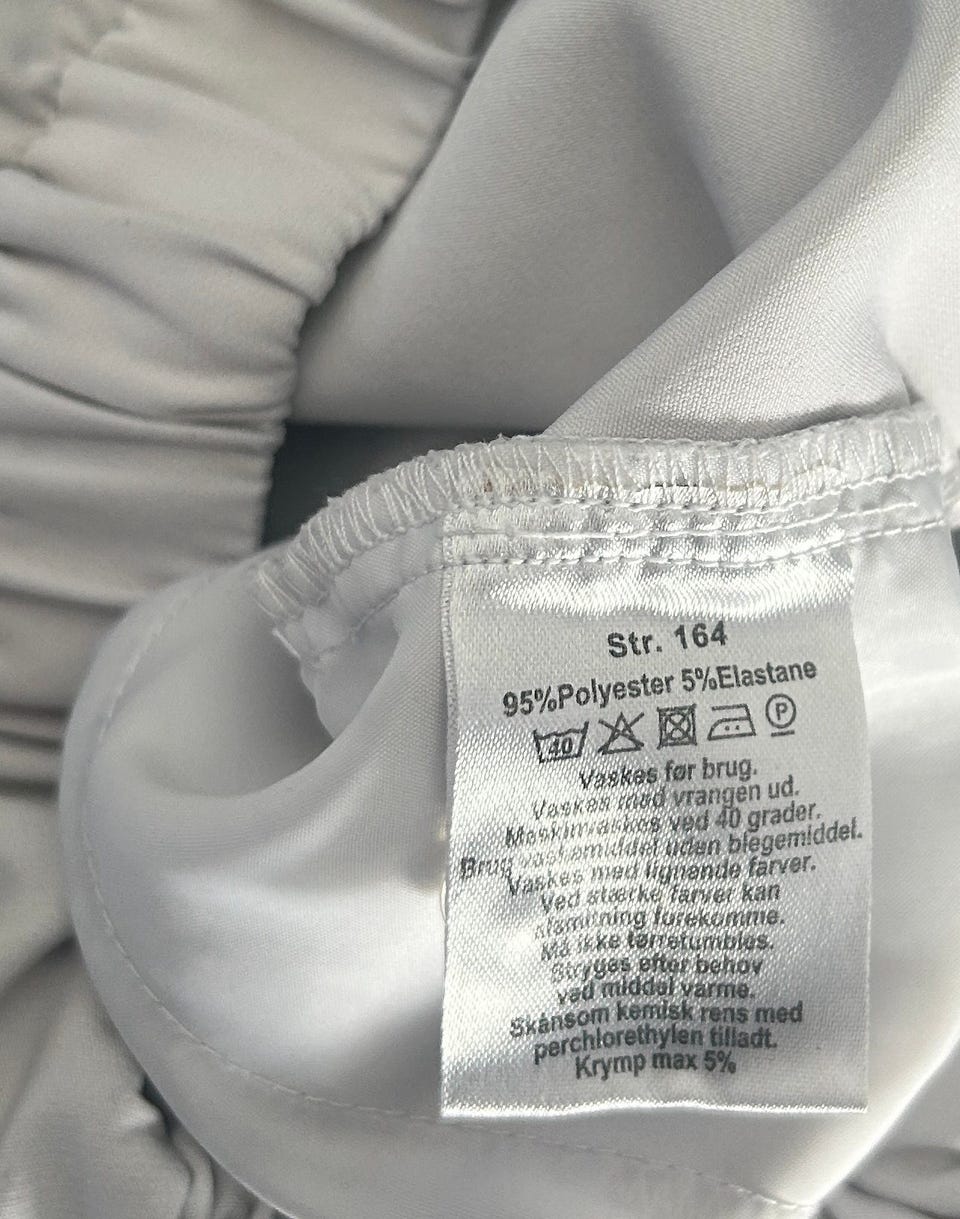 Str. 164
95%Polyester 5%Elastane
40 P
Vaskes før brug.
Vaskes med vrangen ud.
Maskinvaskes ved 40 grader.
Brug vaskemiddel uden blegemiddel.
Vaskes med lignende farver.
Ved stærke farver kan
afsmitning forekomme.
Må ikke tørretumbles.
Stryges efter behov
ved middel varme.
Skånsom kemisk rens med
perchlorethylen tilladt.
Krymp max 5%